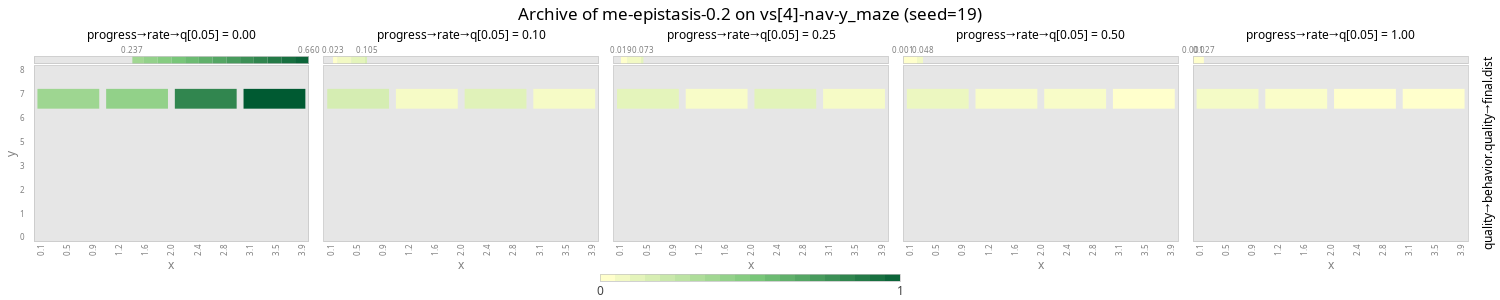 Archive of me-epistasis-0.2 on vs[4]-nav-y_maze (seed=19)
progress→rate→q[0.05] = 0.00
progress→rate→q[0.05] = 0.10
progress→rate→q[0.05] = 0.25
progress→rate→q[0.05] = 0.50
progress→rate→q[0.05] = 1.00
0.237 0.660
0.023 0.105
0.019 0.073
0.001 0.048
0.027
8
7
6
5
3
2
1
0
y
0.1 0.5 0.9 1.2 1.6 2.0 2.4 2.8 3.1 3.5 3.9
0.1 0.5 0.9 1.2 1.6 2.0 2.4 2.8 3.1 3.5 3.9
0.1 0.5 0.9 1.2 1.6 2.0 2.4 2.8 3.1 3.5 3.9
0.1 0.5 0.9 1.2 1.6 2.0 2.4 2.8 3.1 3.5 3.9
0.1 0.5 0.9 1.2 1.6 2.0 2.4 2.8 3.1 3.5 3.9
x
x
x
x
x
quality→behavior.quality→final.dist
0 1